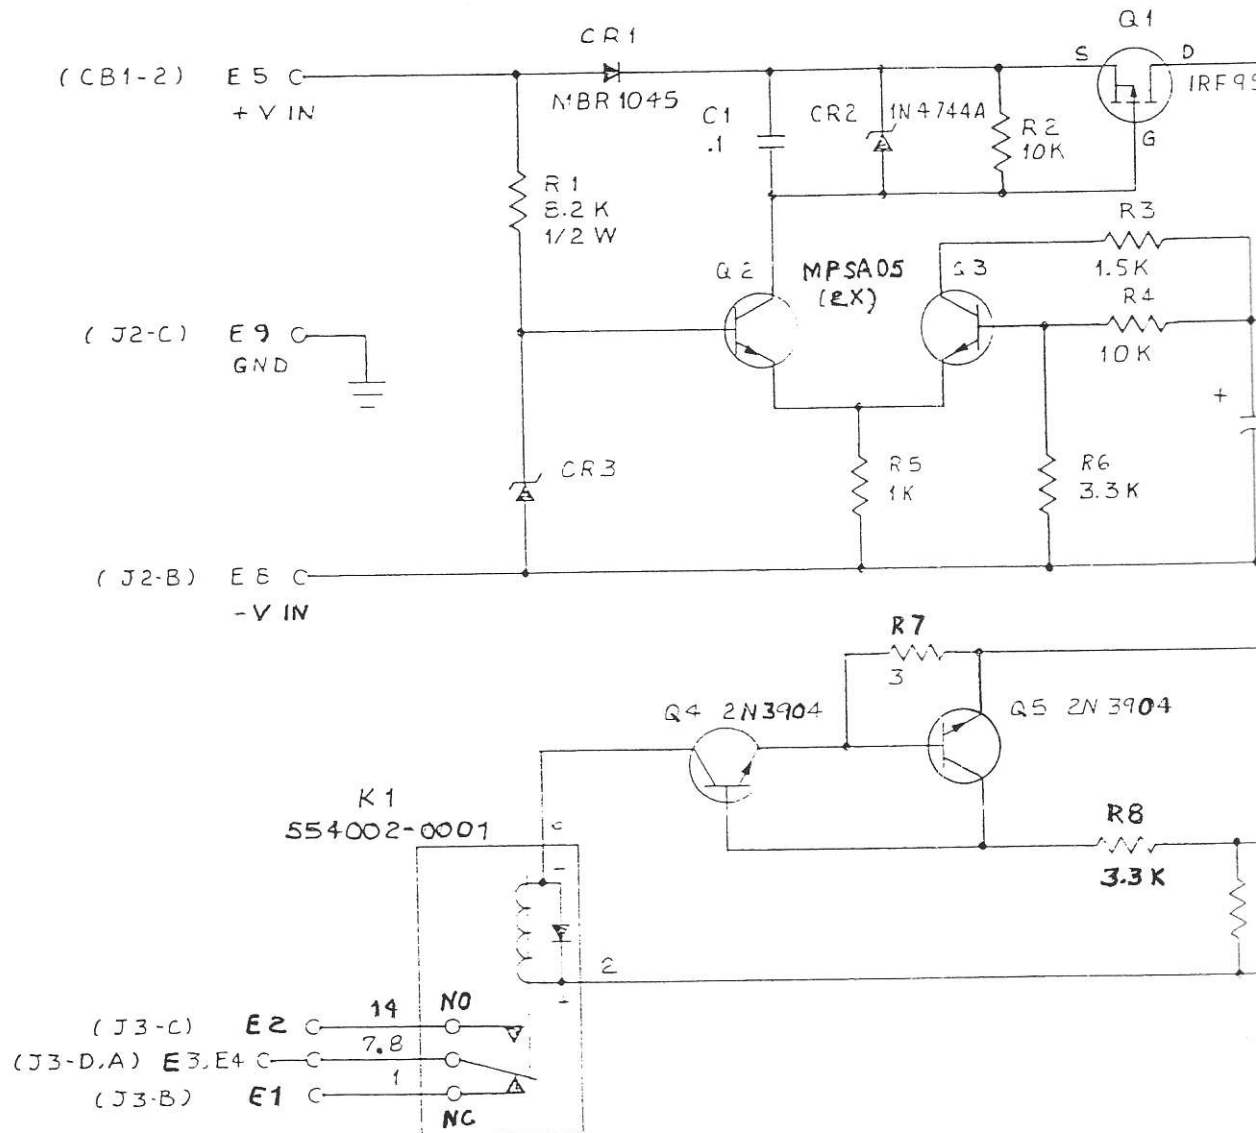 Q1
CR1
(CB1-2) E5
+V IN
MBR1045
S
D
IRF95
C1
.1
CR2
1N4744A
R2
10K
G
R1
8.2K
1/2 W
R3
1.5K
Q2
MPSA05
(2X)
Q3
R4
10K
(J2-C) E9
GND
+
CR3
R5
1K
R6
3.3K
(J2-B)
-V IN
R7
3
Q4 2N3904
Q5 2N3904
K1
554002-0001
R8
3.3K
-
2
+
(J3-C) E2 14 NO
(J3-D,A) E3,E4 7.8
(J3-B) E1 1
NC